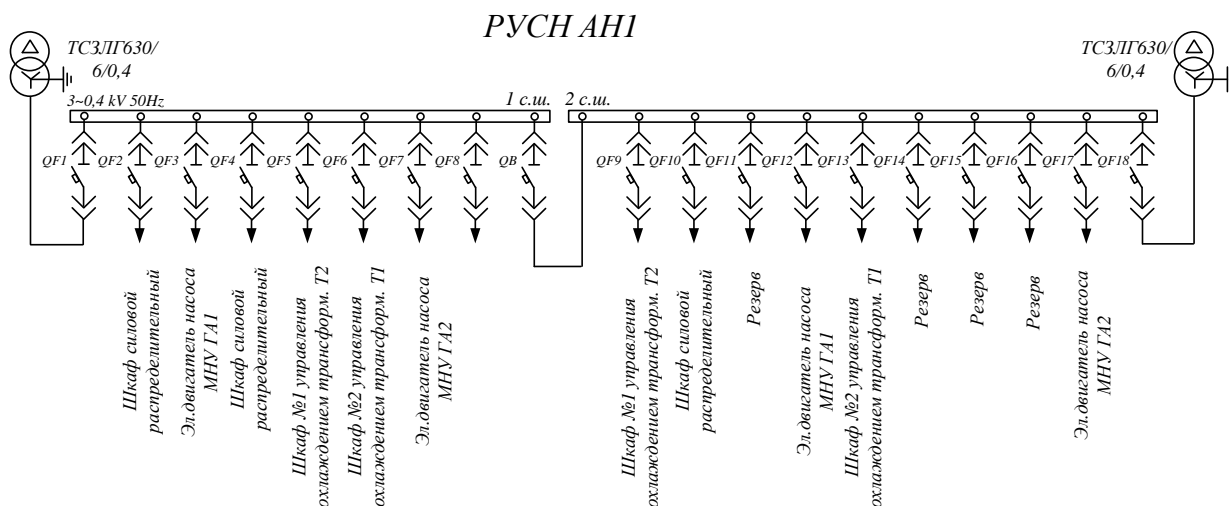 РУСН АН1
ТСЗЛГ630/
6/0,4
ТСЗЛГ630/
6/0,4
3~0,4 kV 50Hz
1 с.ш.
2 с.ш.
QF1
QF2
QF3
QF4
QF5
QF6
QF7
QF8
QB
QF9
QF10
QF11
QF12
QF13
QF14
QF15
QF16
QF17
QF18
Шкаф силовой
распределительный
Эл.двигатель насоса
МНУ ГА1
Шкаф силовой
распределительный
Шкаф №1 управления
охлаждением трансформ. Т2
Шкаф №2 управления
охлаждением трансформ. Т1
Эл.двигатель насоса
МНУ ГА2
Шкаф №1 управления
охлаждением трансформ. Т2
Шкаф силовой
распределительный
Резерв
Эл.двигатель насоса
МНУ ГА1
Шкаф №2 управления
охлаждением трансформ. Т1
Резерв
Резерв
Резерв
Эл.двигатель насоса
МНУ ГА2